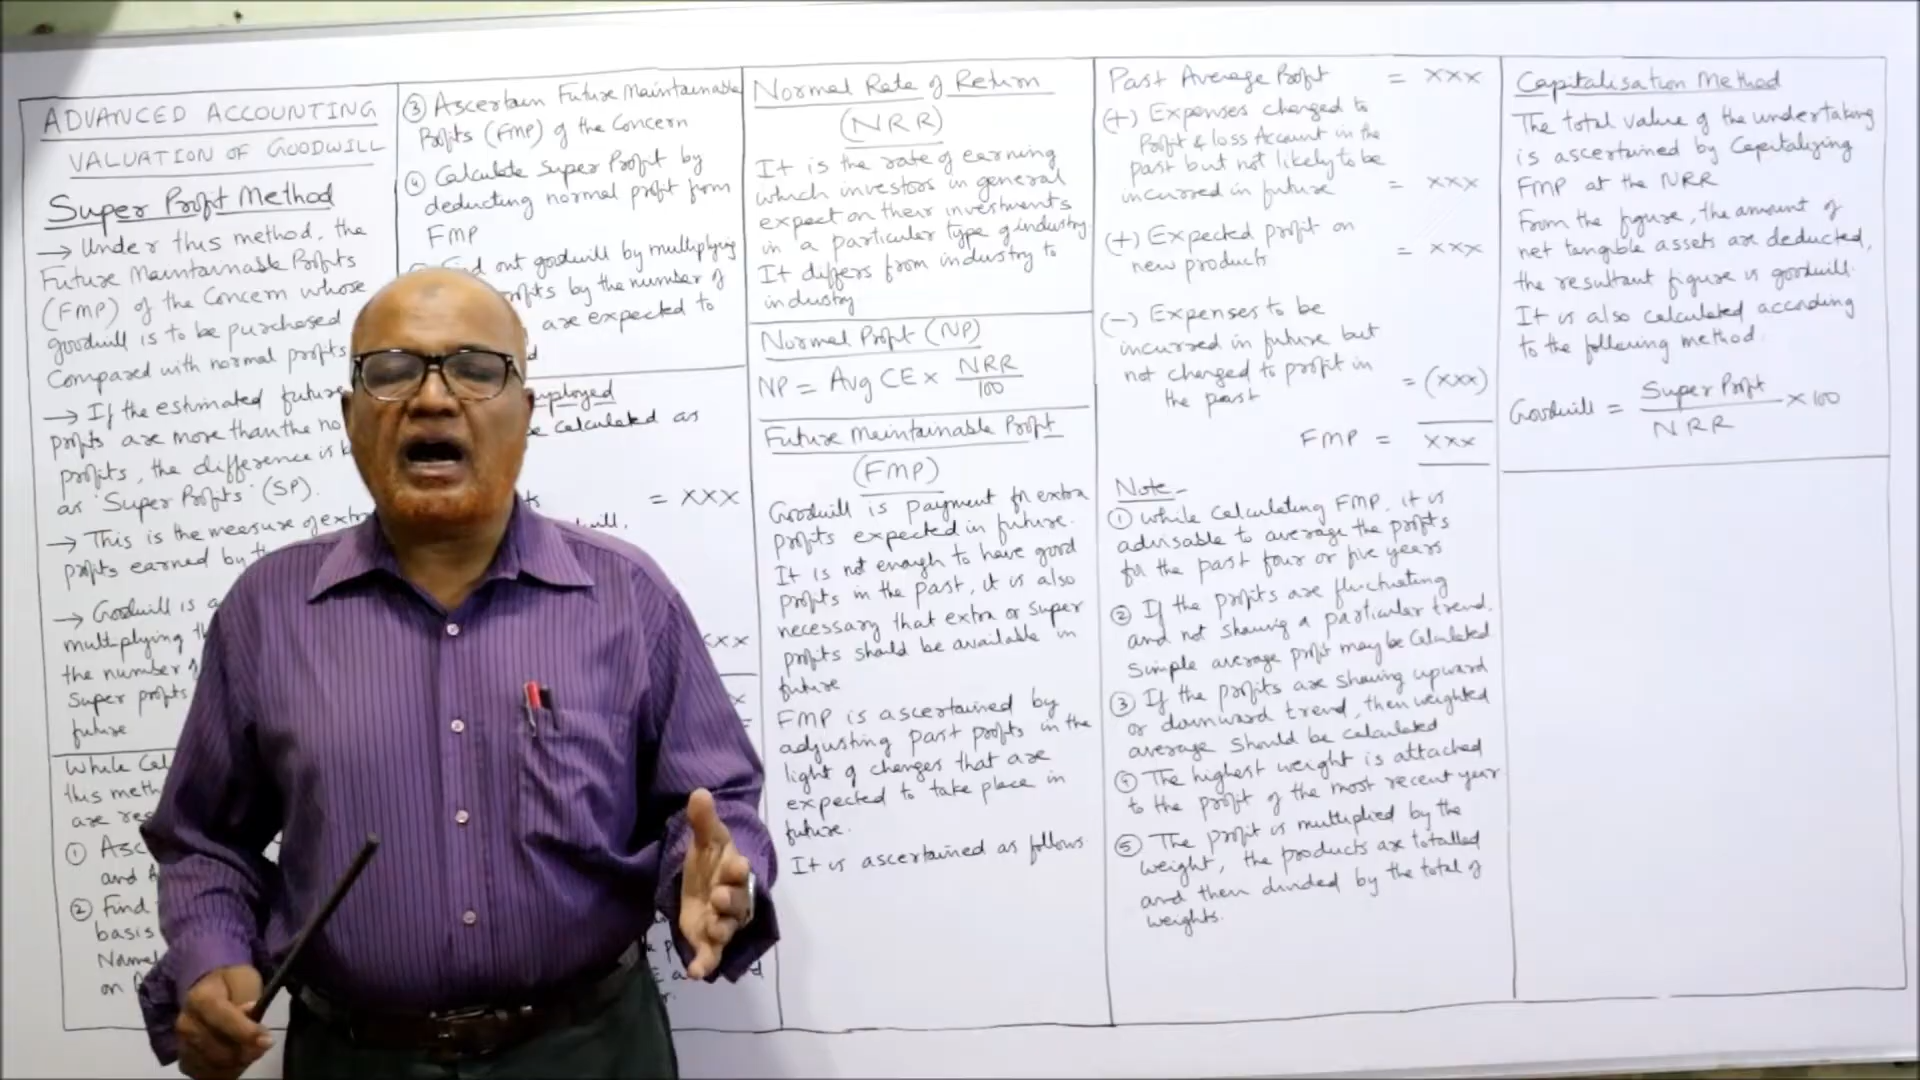 ADVANCED ACCOUNTING
VALUATION OF GOODWILL
Super Profit Method
→ Under this method, the
Future Maintainable Profits
(FMP) of the Concern whose
goodwill is to be purchased
Compared with normal profits
→ If the estimated future
profits are more than the
profits, the difference is
as 'Super Profits' (SP).
→ This is the measure of extra
profits earned by
→ Goodwill is
multiplying
the number
Super profits
future
While
this
are
①
and
② Find
basis
on
③ Ascertain Future Maintainable
Profits (FMP) of the Concern
④ Calculate Super Profit by
deducting normal profit from
FMP
out goodwill by multiplying
by the number of
are expected to
calculated as
= XXX
Normal Rate of Return
(NRR)
It is the rate of earning
which investors in general
expect on their investments
in a particular type of industry
It differs from industry to
industry
Normal Profit (NP)
NP = Avg CE × NRR
100
Future Maintainable Profit
(FMP)
Goodwill is payment for extra
profits expected in future.
It is not enough to have good
profits in the past, it is also
necessary that extra or super
profits should be available in
future
FMP is ascertained by
adjusting past profits in the
light of changes that are
expected to take place in
future.
It is ascertained as follows
Past Average Profit = XXX
(+) Expenses charged to
Profit & loss Account in the
past but not likely to be
incurred in future = XXX
(+) Expected profit on
new products = XXX
(-) Expenses to be
incurred in future but
not charged to profit in
the past = (XXX)
FMP = XXX
Note -
① While Calculating FMP, it is
advisable to average the profits
for the past four or five years
② If the profits are fluctuating
and not showing a particular trend.
Simple average profit may be Calculated
③ If the profits are showing upward
or downward trend, then weighted
average should be calculated
④ The highest weight is attached
to the profit of the most recent year
⑤ The profit is multiplied by the
weight, the products are totalled
and then divided by the total of
weights.
Capitalisation Method
The total value of the undertaking
is ascertained by Capitalizing
FMP at the NRR
From the figure, the amount of
net tangible assets are deducted,
the resultant figure is goodwill.
It is also calculated according
to the following method.
Goodwill = Super Profit × 100
NRR